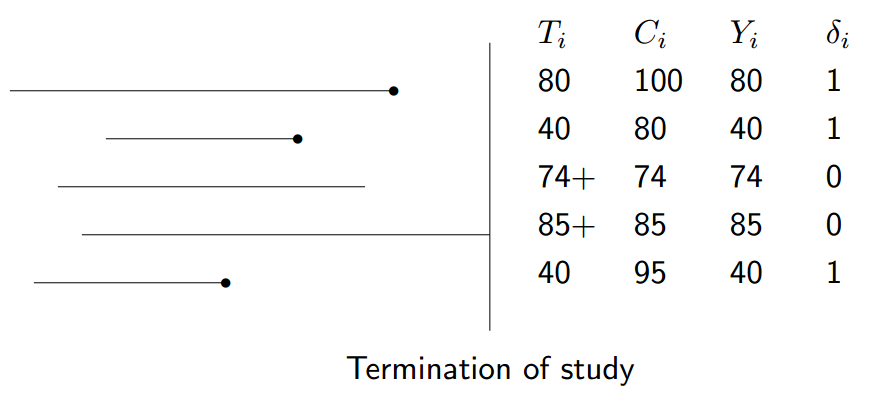 T_i C_i Y_i δ_i
80 100 80 1
40 80 40 1
74+ 74 74 0
85+ 85 85 0
40 95 40 1
Termination of study